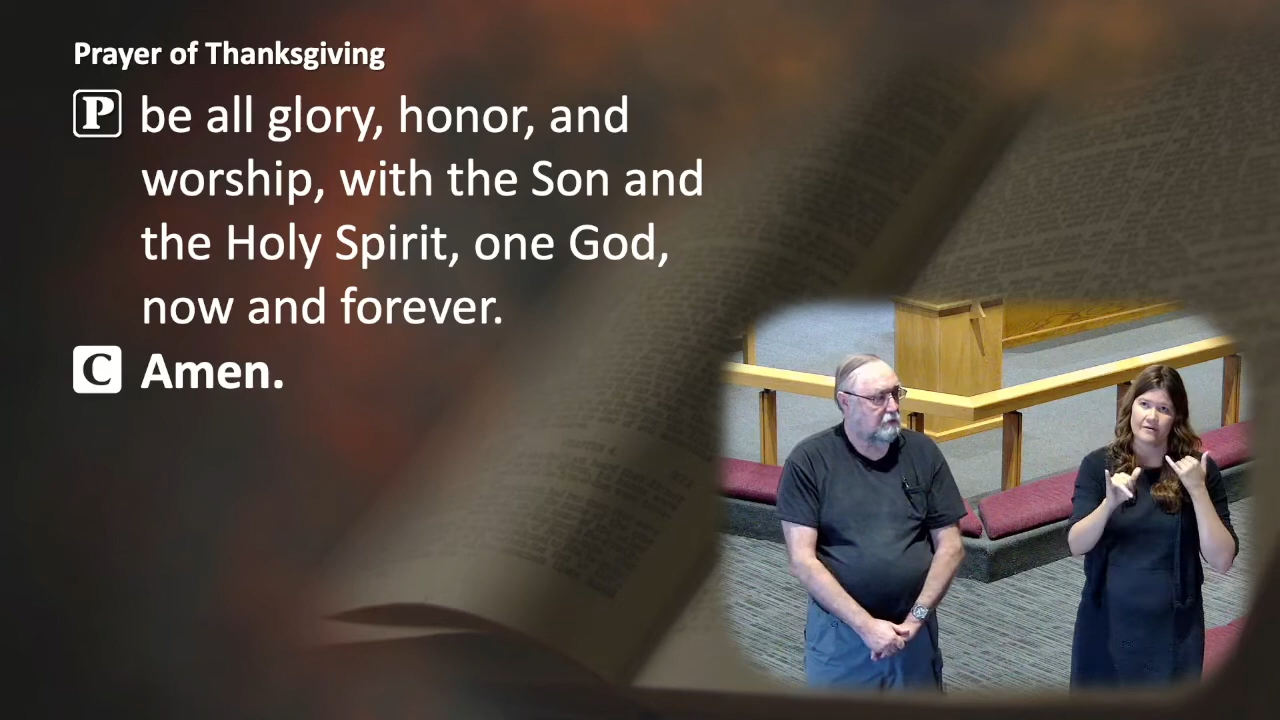 Prayer of Thanksgiving
P be all glory, honor, and
worship, with the Son and
the Holy Spirit, one God,
now and forever.
C Amen.